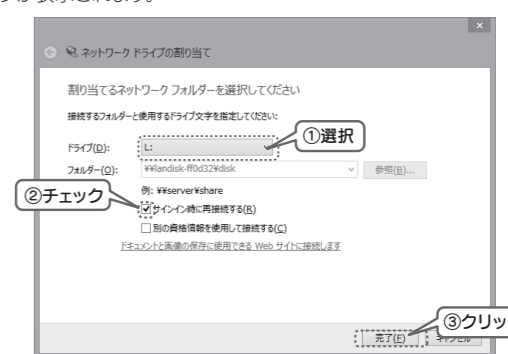 が表示されます。
×
ネットワーク ドライブの割り当て
割り当てるネットワーク フォルダーを選択してください
接続するフォルダーと使用するドライブ文字を指定してください:
①選択
ドライブ(D): L:
フォルダー(O): ¥¥landisk-ff0d32¥disk 参照(B)...
例: ¥¥server¥share
②チェック
サインイン時に再接続する(R)
別の資格情報を使用して接続する(C)
ドキュメントと画像の保存に使用できる Web サイトに接続します
③クリッ
完了(F) キャンセル